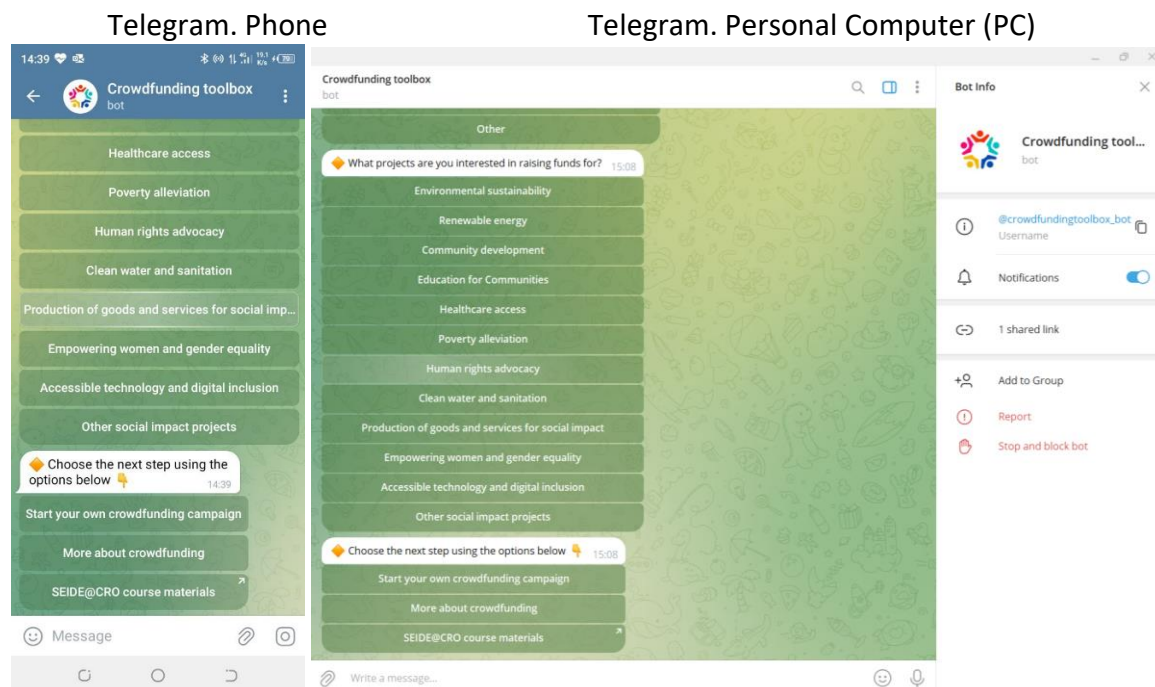 Telegram. Phone
Telegram. Personal Computer (PC)
14:39
Crowdfunding toolbox
bot
Healthcare access
Poverty alleviation
Human rights advocacy
Clean water and sanitation
Production of goods and services for social imp...
Empowering women and gender equality
Accessible technology and digital inclusion
Other social impact projects
Choose the next step using the
options below
14:39
Start your own crowdfunding campaign
More about crowdfunding
SEIDE@CRO course materials
Message
Crowdfunding toolbox
bot
Other
What projects are you interested in raising funds for? 15:08
Environmental sustainability
Renewable energy
Community development
Education for Communities
Healthcare access
Poverty alleviation
Human rights advocacy
Clean water and sanitation
Production of goods and services for social impact
Empowering women and gender equality
Accessible technology and digital inclusion
Other social impact projects
Choose the next step using the options below 15:08
Start your own crowdfunding campaign
More about crowdfunding
SEIDE@CRO course materials
Write a message...
Bot Info
Crowdfunding tool...
bot
@crowdfundingtoolbox_bot
Username
Notifications
1 shared link
Add to Group
Report
Stop and block bot